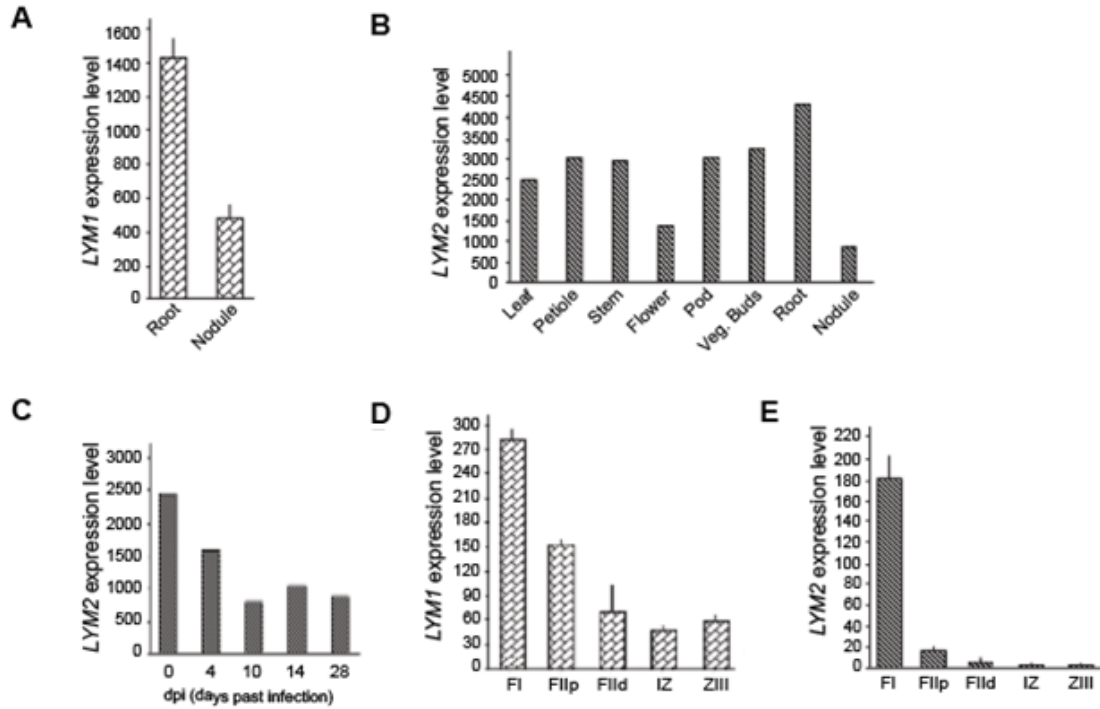 A
LYM1 expression level
1600
1400
1200
1000
800
600
400
200
0
Root
Nodule
B
LYM2 expression level
5000
4500
4000
3500
3000
2500
2000
1500
1000
500
0
Leaf
Petiole
Stem
Flower
Pod
Veg. Buds
Root
Nodule
C
LYM2 expression level
3000
2500
2000
1500
1000
500
0
0 4 10 14 28
dpi (days past infection)
D
LYM1 expression level
300
270
210
180
150
120
90
60
30
0
FI FIIp FIId IZ ZIII
E
LYM2 expression level
220
200
180
160
140
120
100
80
60
40
20
0
FI FIIp FIId IZ ZIII